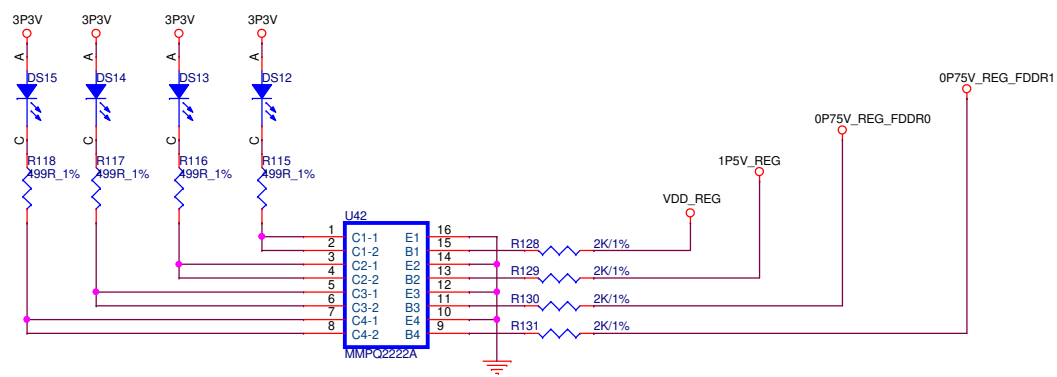 3P3V 3P3V 3P3V 3P3V
A A A A
DS15 DS14 DS13 DS12
0P75V_REG_FDDR1
0P75V_REG_FDDR0
C C C C
1P5V_REG
R118 R117 R116 R115
499R_1% 499R_1% 499R_1% 499R_1%
VDD_REG
U42
1 C1-1 E1 16
2 C1-2 B1 15 R128 2K/1%
3 C2-1 E2 14
4 C2-2 B2 13 R129 2K/1%
5 C3-1 E3 12
6 C3-2 B3 11 R130 2K/1%
7 C4-1 E4 10
8 C4-2 B4 9 R131 2K/1%
MMPQ2222A